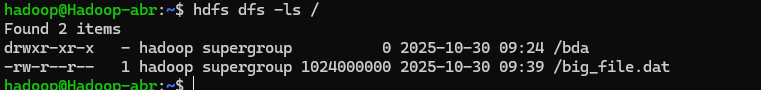 hadoop@Hadoop-abr:~$ hdfs dfs -ls /
Found 2 items
drwxr-xr-x   - hadoop supergroup          0 2025-10-30 09:24 /bda
-rw-r--r--   1 hadoop supergroup 1024000000 2025-10-30 09:39 /big_file.dat
hadoop@Hadoop-abr:~$